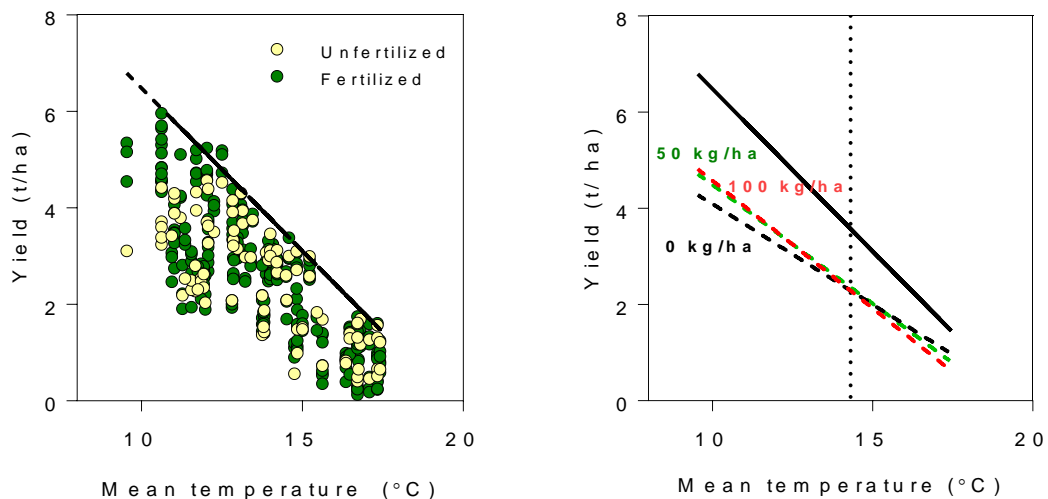 8
6
4
2
0
Yield (t/ha)
Unfertilized
Fertilized
10
15
20
Mean temperature (°C)
8
6
4
2
0
Yield (t/ ha)
50 kg/ha
100 kg/ha
0 kg/ha
10
15
20
Mean temperature (°C)